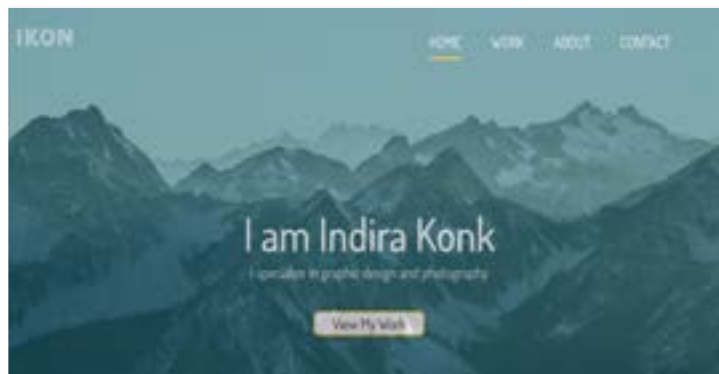 IKON
HOME WORK ABOUT CONTACT
I am Indira Konk
I specialize in graphic design and photography
View My Work